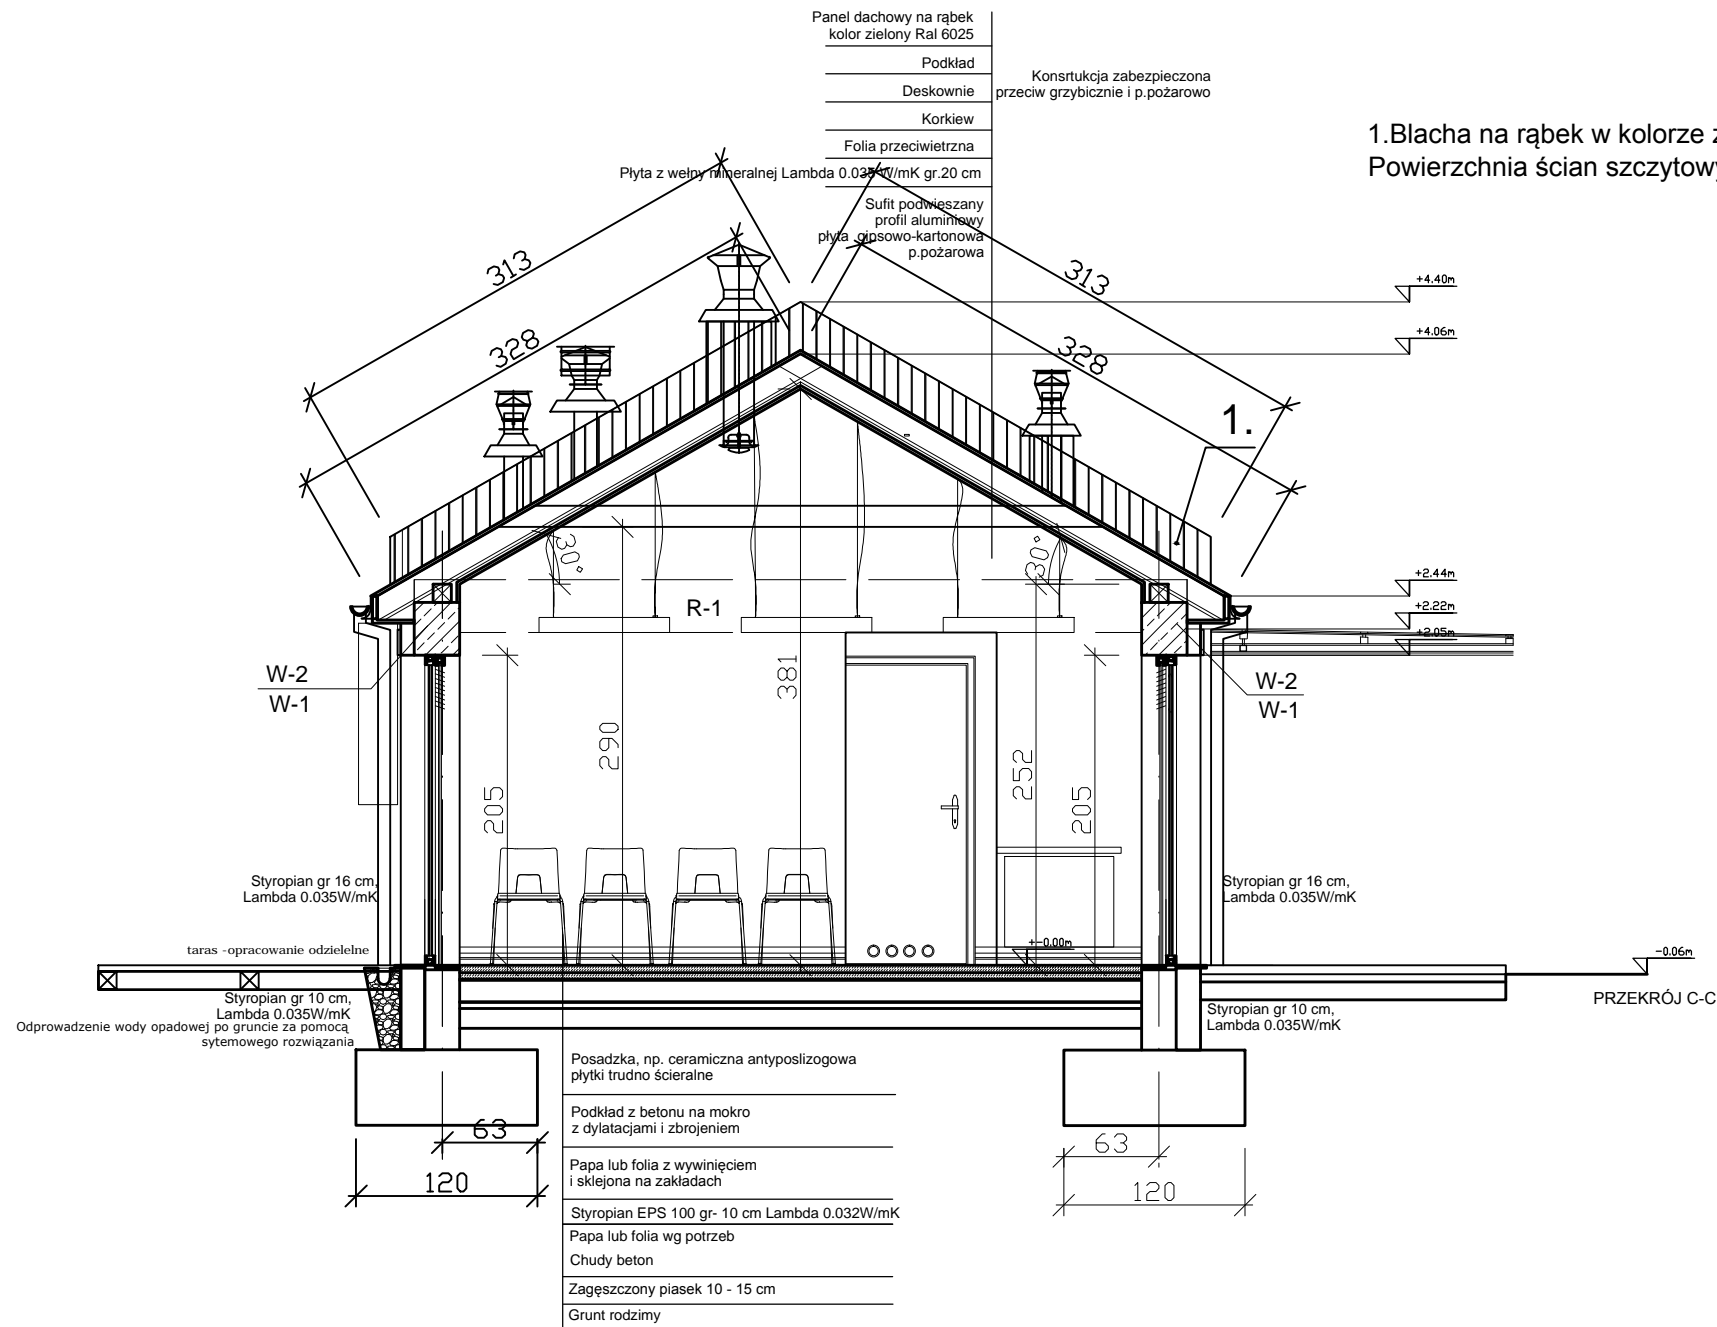 Panel dachowy na rąbek
kolor zielony Ral 6025
Podkład
Deskownie
Korkiew
Folia przeciwietrzna
Płyta z wełny mineralnej Lambda 0.035 W/mK gr.20 cm
Sufit podwieszany
profil aluminiowy
płyta gipsowo-kartonowa
p.pożarowa
Konsrtukcja zabezpieczona
przeciw grzybicznie i p.pożarowo
1.Blacha na rąbek w kolorze z
Powierzchnia ścian szczytowy
313
328
313
328
+4.40m
+4.06m
1.
30°
30°
R-1
+2.44m
+2.22m
+2.05m
W-2
W-1
W-2
W-1
381
290
252
205
205
Styropian gr 16 cm,
Lambda 0.035W/mK
Styropian gr 16 cm,
Lambda 0.035W/mK
taras -opracowanie odzielelne
+-0.00m
-0.06m
PRZEKRÓJ C-C
Styropian gr 10 cm,
Lambda 0.035W/mK
Odprowadzenie wody opadowej po gruncie za pomocą
sytemowego rozwiązania
Styropian gr 10 cm,
Lambda 0.035W/mK
63
120
63
120
Posadzka, np. ceramiczna antyposlizogowa
płytki trudno ścieralne
Podkład z betonu na mokro
z dylatacjami i zbrojeniem
Papa lub folia z wywinięciem
i sklejona na zakładach
Styropian EPS 100 gr- 10 cm Lambda 0.032W/mK
Papa lub folia wg potrzeb
Chudy beton
Zagęszczony piasek 10 - 15 cm
Grunt rodzimy